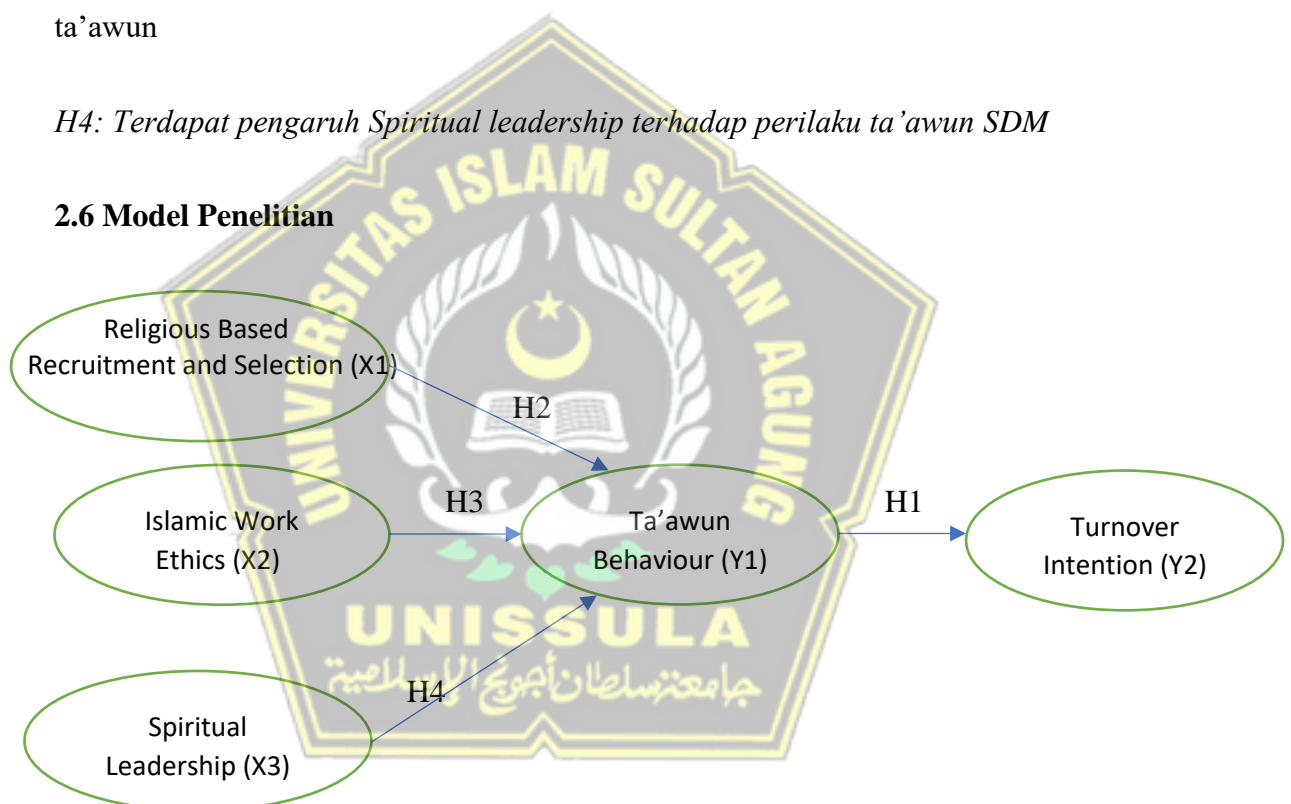 ta’awun
H4: Terdapat pengaruh Spiritual leadership terhadap perilaku ta’awun SDM
2.6 Model Penelitian
UNIVERSITAS ISLAM SULTAN AGUNG
Religious Based
Recruitment and Selection (X1)
H2
Islamic Work
Ethics (X2)
H3
Ta’awun
Behaviour (Y1)
H1
Turnover
Intention (Y2)
UNISSULA
جامعة سلطان أجونج الإسلامية
H4
Spiritual
Leadership (X3)